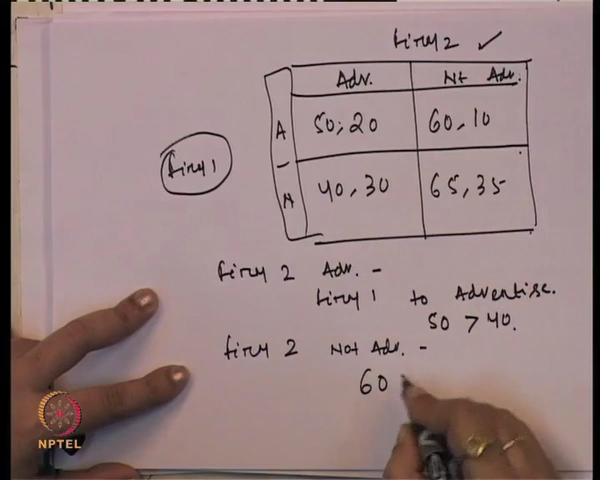 Firm 2 ✓
Adv. Nt Adv.
A 50, 20 60, 10
Firm 1
A 40, 30 65, 35
Firm 2 Adv. -
Firm 1 to Advertise.
50 > 40.
Firm 2 Not Adv. -
60
NPTEL